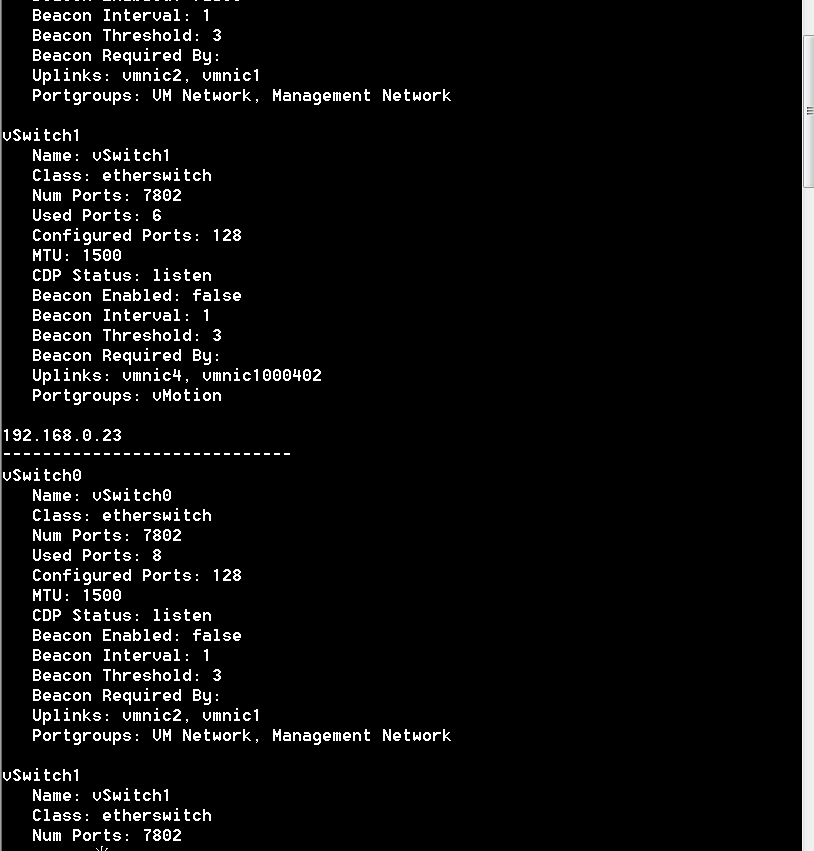 Beacon Interval: 1
Beacon Threshold: 3
Beacon Required By:
Uplinks: vmnic2, vmnic1
Portgroups: VM Network, Management Network
vSwitch1
Name: vSwitch1
Class: etherswitch
Num Ports: 7802
Used Ports: 6
Configured Ports: 128
MTU: 1500
CDP Status: listen
Beacon Enabled: false
Beacon Interval: 1
Beacon Threshold: 3
Beacon Required By:
Uplinks: vmnic4, vmnic1000402
Portgroups: vMotion
192.168.0.23
-----------------------------
vSwitch0
Name: vSwitch0
Class: etherswitch
Num Ports: 7802
Used Ports: 8
Configured Ports: 128
MTU: 1500
CDP Status: listen
Beacon Enabled: false
Beacon Interval: 1
Beacon Threshold: 3
Beacon Required By:
Uplinks: vmnic2, vmnic1
Portgroups: VM Network, Management Network
vSwitch1
Name: vSwitch1
Class: etherswitch
Num Ports: 7802